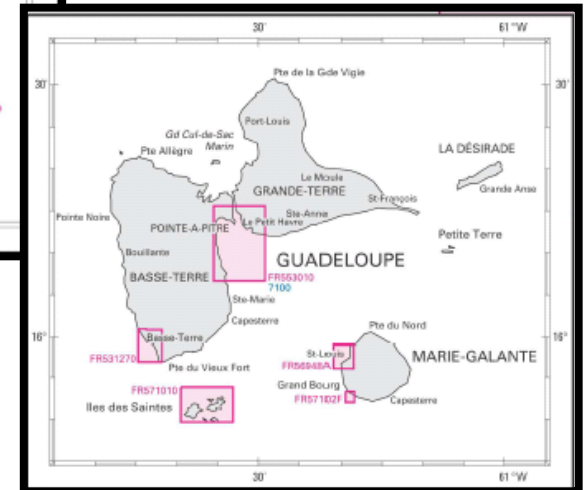 30'
61°W
30'
30'
Pte de la Gde Vigie
Port-Louis
Gd Cul-de-Sac
Marin
Pte Allègre
LA DÉSIRADE
Le Moule
GRANDE-TERRE
Grande Anse
St-François
Ste-Anne
Pointe Noire
Le Petit Havre
POINTE-A-PITRE
Petite Terre
Bouillante
GUADELOUPE
BASSE-TERRE
FR553010
7100
Ste-Marie
Capesterre
Pte du Nord
16°
Basse-Terre
16°
St-Louis
MARIE-GALANTE
FR531270
Pte du Vieux Fort
FR56948A
Grand Bourg
FR571010
FR57102F
Capesterre
Iles des Saintes
30'
61°W